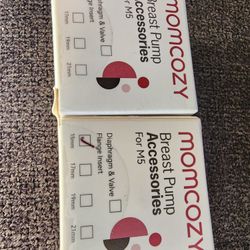 momcozy
Breast Pump
Accessories
For M5
Diaphragm & Valve
Flange Insert
17mm
19mm
21mm
momcozy
Breast Pump
Accessories
For M5
Diaphragm & Valve
Flange Insert
15mm
17mm
19mm
21mm